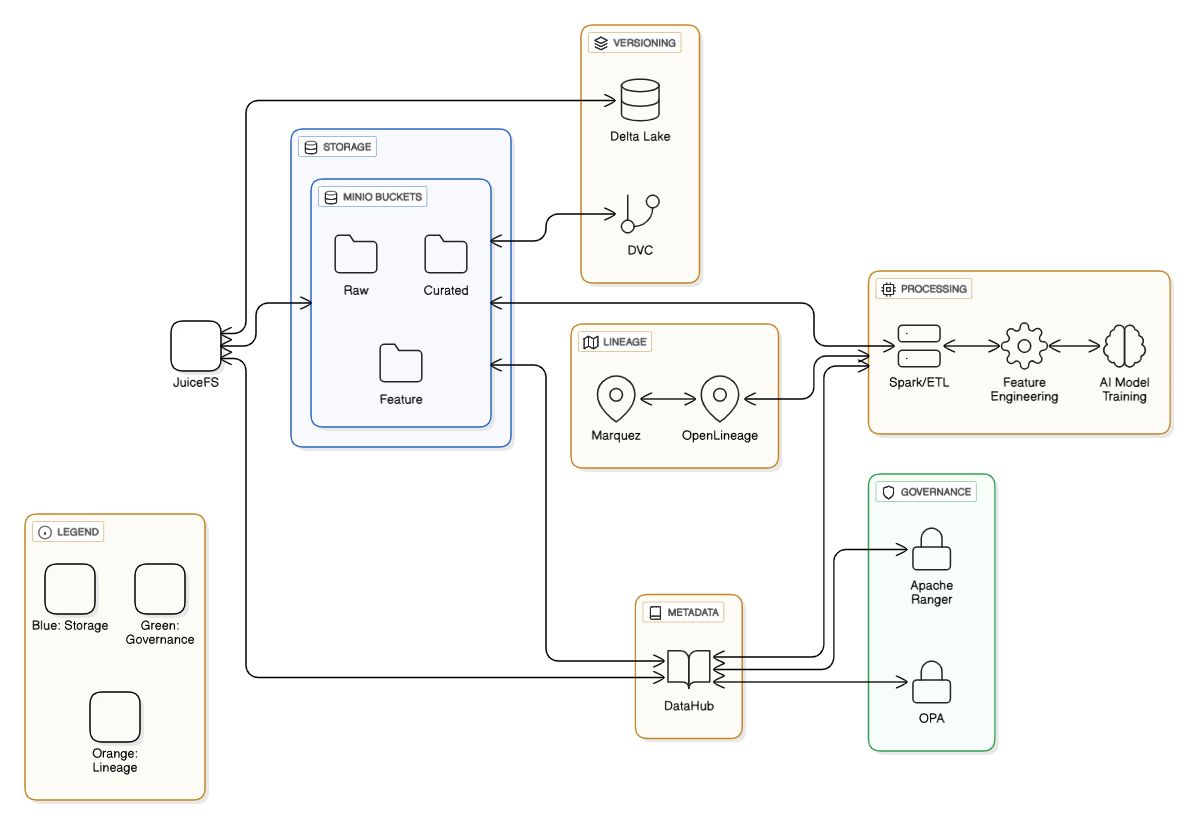 VERSIONING
Delta Lake
DVC
STORAGE
MINIO BUCKETS
Raw
Curated
Feature
JuiceFS
LINEAGE
Marquez
OpenLineage
PROCESSING
Spark/ETL
Feature
Engineering
AI Model
Training
GOVERNANCE
Apache
Ranger
OPA
METADATA
DataHub
LEGEND
Blue: Storage
Green:
Governance
Orange:
Lineage